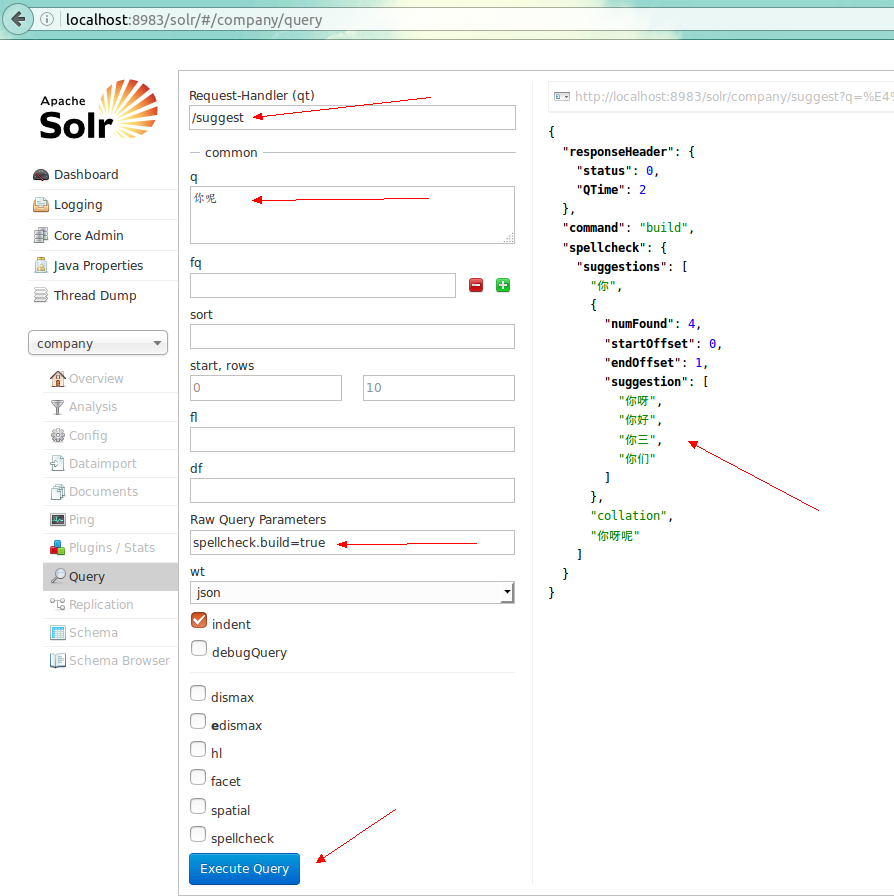 localhost:8983/solr/#/company/query
Apache
Solr
Dashboard
Logging
Core Admin
Java Properties
Thread Dump
company
Overview
Analysis
Config
Dataimport
Documents
Ping
Plugins / Stats
Query
Replication
Schema
Schema Browser
Request-Handler (qt)
/suggest
common
q
你呢
fq
sort
start, rows
0 10
fl
df
Raw Query Parameters
spellcheck.build=true
wt
json
indent
debugQuery
dismax
edismax
hl
facet
spatial
spellcheck
Execute Query
http://localhost:8983/solr/company/suggest?q=%E4%
{
"responseHeader": {
"status": 0,
"QTime": 2
},
"command": "build",
"spellcheck": {
"suggestions": [
"你",
{
"numFound": 4,
"startOffset": 0,
"endOffset": 1,
"suggestion": [
"你呀",
"你好",
"你三",
"你们"
]
},
"collation",
"你呀呢"
]
}
}